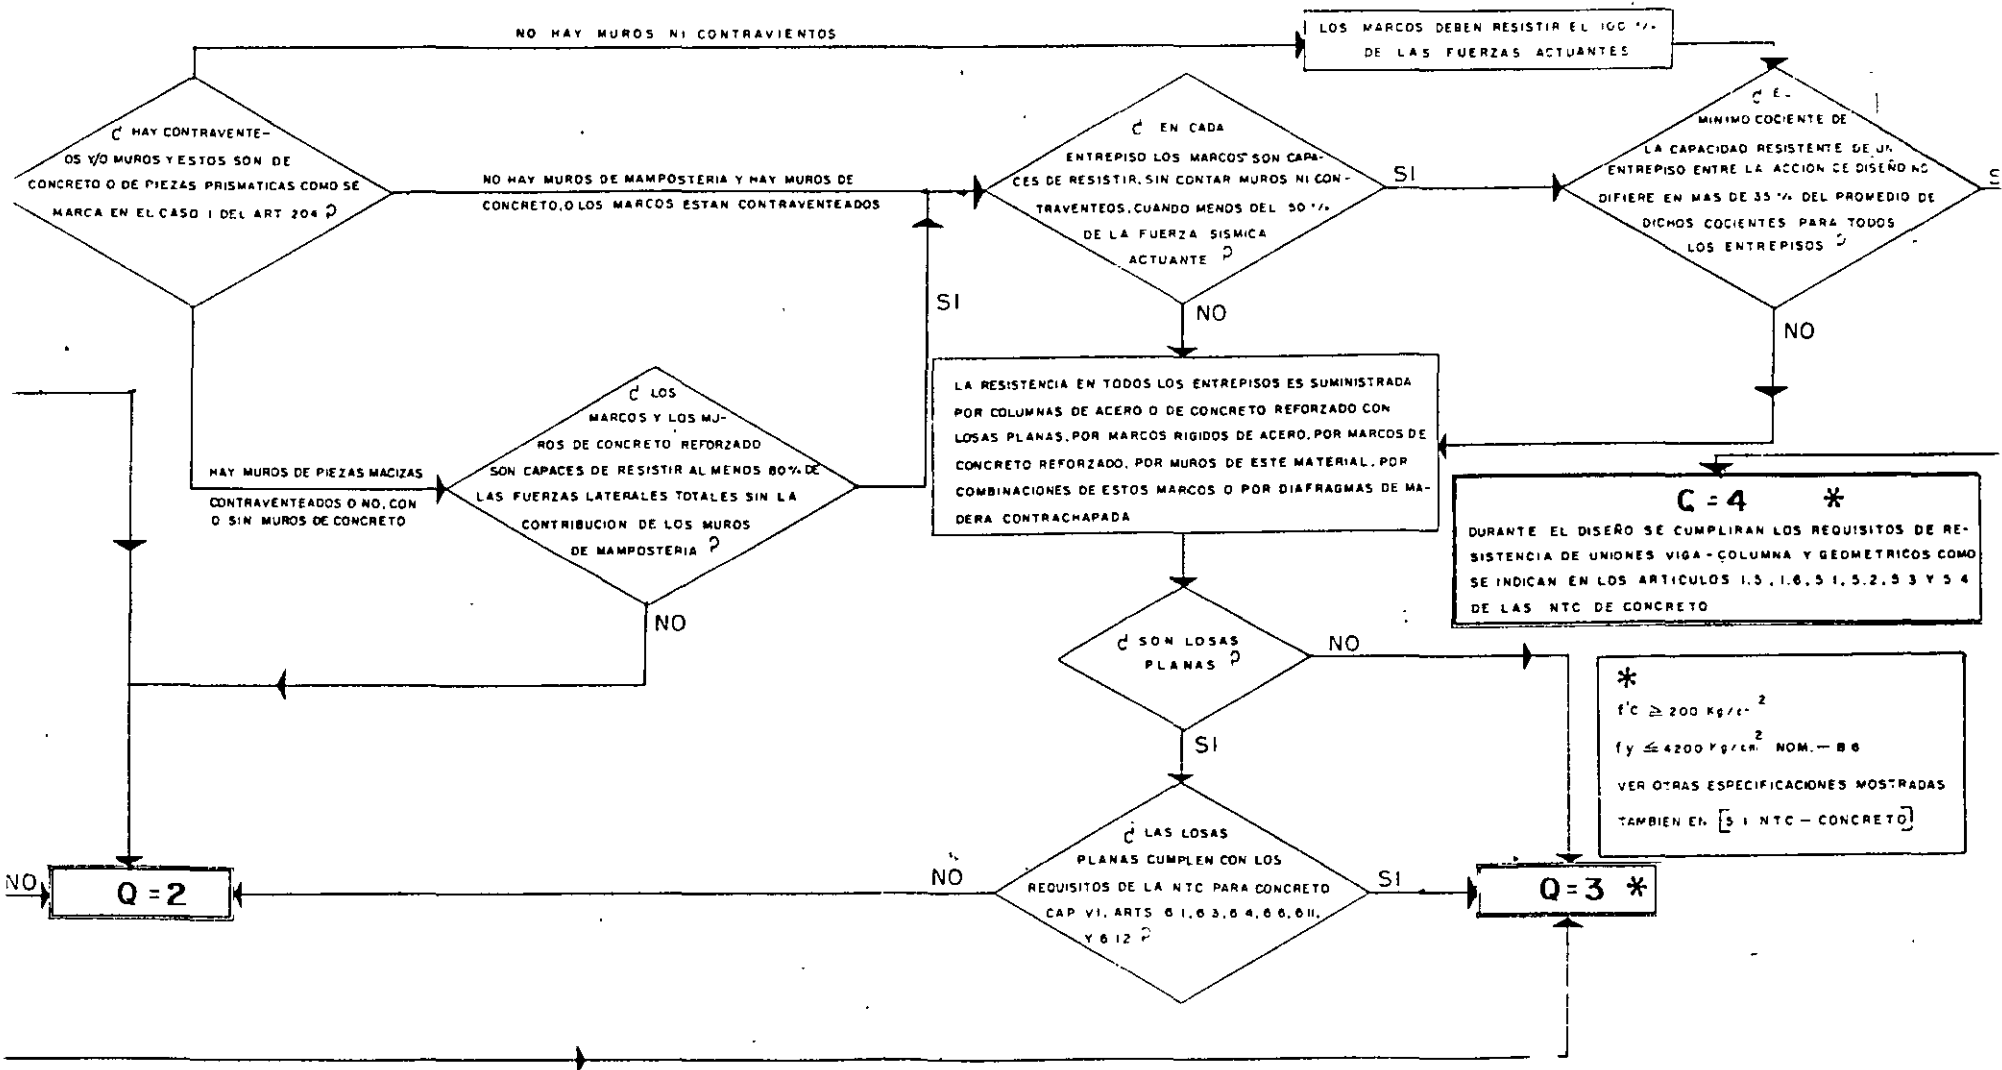 NO HAY MUROS NI CONTRAVIENTOS
LOS MARCOS DEBEN RESISTIR EL 100 %
DE LAS FUERZAS ACTUANTES
¿ HAY CONTRAVENTE-
OS Y/O MUROS Y ESTOS SON DE
CONCRETO O DE PIEZAS PRISMATICAS COMO SE
MARCA EN EL CASO I DEL ART 204 ?
NO HAY MUROS DE MAMPOSTERIA Y HAY MUROS DE
CONCRETO, O LOS MARCOS ESTAN CONTRAVENTEADOS
¿ EN CADA
ENTREPISO LOS MARCOS SON CAPA-
CES DE RESISTIR, SIN CONTAR MUROS NI CON-
TRAVENTEOS, CUANDO MENOS DEL 50 %
DE LA FUERZA SISMICA
ACTUANTE ?
SI
¿ E
MINIMO COCIENTE DE
LA CAPACIDAD RESISTENTE DE UN
ENTREPISO ENTRE LA ACCION DE DISEÑO NO
DIFIERE EN MAS DE 35 % DEL PROMEDIO DE
DICHOS COCIENTES PARA TODOS
LOS ENTREPISOS ?
S
SI
NO
NO
HAY MUROS DE PIEZAS MACIZAS
CONTRAVENTEADOS O NO, CON
O SIN MUROS DE CONCRETO
¿ LOS
MARCOS Y LOS MU-
ROS DE CONCRETO REFORZADO
SON CAPACES DE RESISTIR AL MENOS 80% DE
LAS FUERZAS LATERALES TOTALES SIN LA
CONTRIBUCION DE LOS MUROS
DE MAMPOSTERIA ?
NO
LA RESISTENCIA EN TODOS LOS ENTREPISOS ES SUMINISTRADA
POR COLUMNAS DE ACERO O DE CONCRETO REFORZADO CON
LOSAS PLANAS, POR MARCOS RIGIDOS DE ACERO, POR MARCOS DE
CONCRETO REFORZADO, POR MUROS DE ESTE MATERIAL, POR
COMBINACIONES DE ESTOS MARCOS O POR DIAFRAGMAS DE MA-
DERA CONTRACHAPADA
Q = 4 *
DURANTE EL DISEÑO SE CUMPLIRAN LOS REQUISITOS DE RE-
SISTENCIA DE UNIONES VIGA - COLUMNA Y GEOMETRICOS COMO
SE INDICAN EN LOS ARTICULOS 1.5, 1.6, 5 1, 5.2, 5 3 Y 5 4
DE LAS NTC DE CONCRETO
¿ SON LOSAS
PLANAS ?
NO
SI
*
f'c ≥ 200 Kg/cm 2
fy ≤ 4200 Kg/cm 2 NOM. — B 6
VER OTRAS ESPECIFICACIONES MOSTRADAS
TAMBIEN EN [5 1 NTC - CONCRETO]
¿ LAS LOSAS
PLANAS CUMPLEN CON LOS
REQUISITOS DE LA NTC PARA CONCRETO
CAP VI, ARTS 6 1, 6 3, 6 4, 6 6, 6 11,
Y 6 12 ?
NO
Q = 2
NO
SI
Q = 3 *